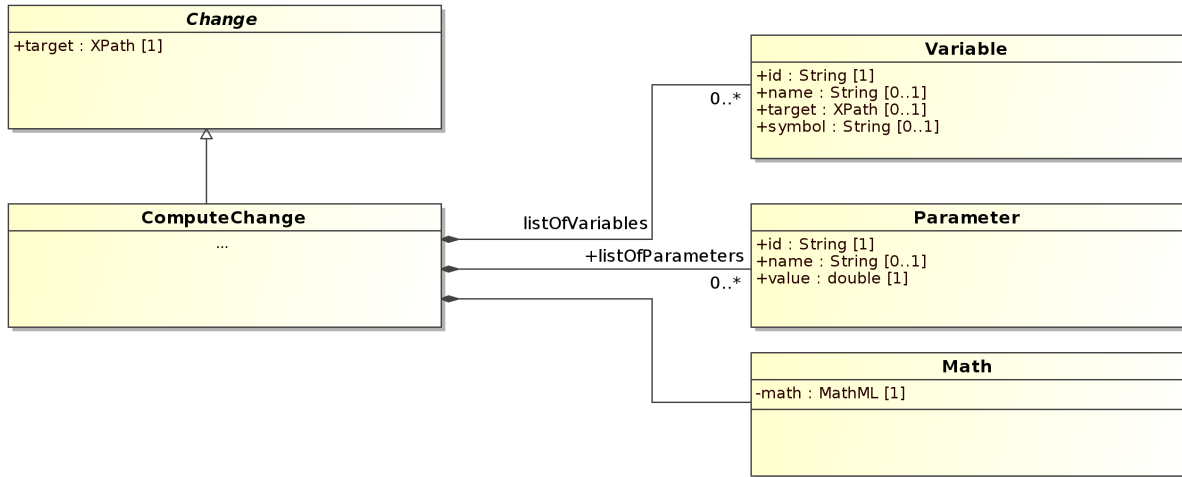 Change
+target : XPath [1]
Variable
+id : String [1]
+name : String [0..1]
+target : XPath [0..1]
+symbol : String [0..1]
0..*
ComputeChange
...
listOfVariables
+listOfParameters
0..*
Parameter
+id : String [1]
+name : String [0..1]
+value : double [1]
Math
-math : MathML [1]